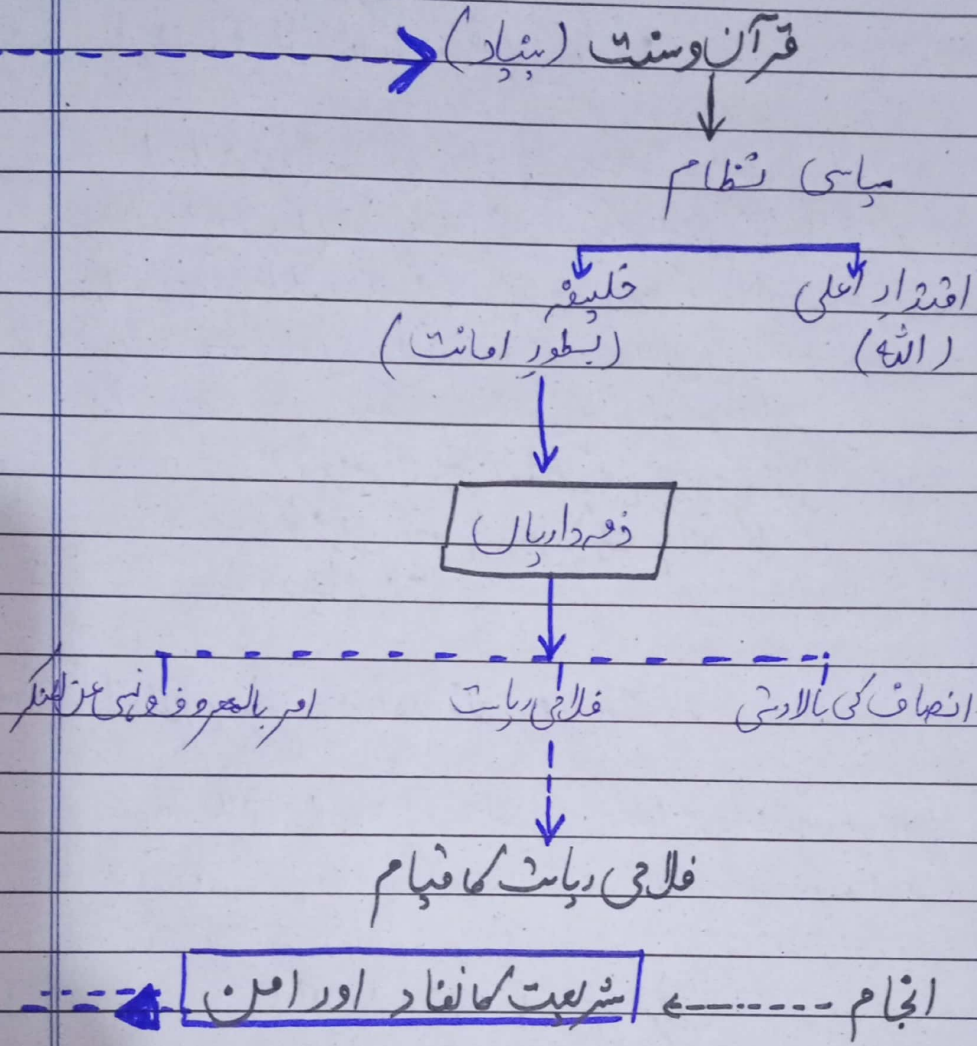 قرآن و سنت (بنیاد)
سیاسی نظام
اقتدار اعلی خلیفہ
(اللہ) (بطور امانت)
ذمہ داریاں
انصاف کی بالادستی فلاحی ریاست امر بالمعروف و نہی عن المنکر
فلاحی ریاست کا قیام
انجام شریعت کا نفاذ اور امن